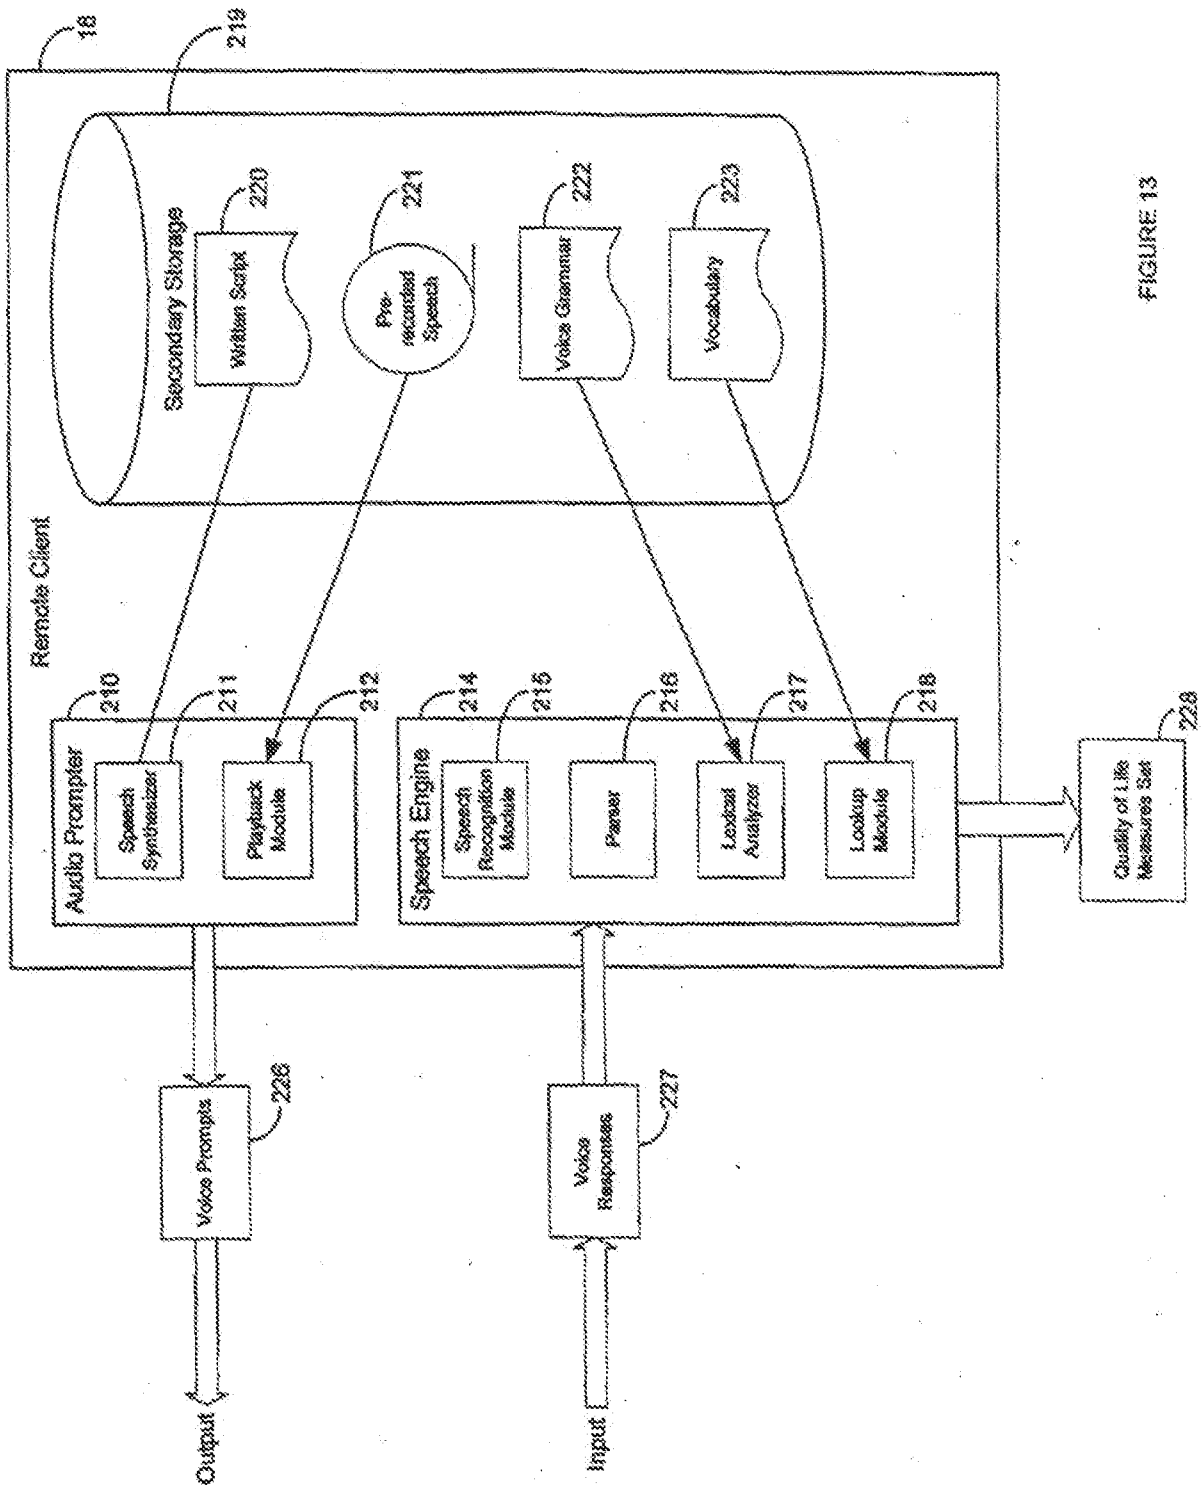 Remote Client
18
Audio Prompter
210
Speech
Synthesizer
211
Playback
Module
212
Speech Engine
214
Speech
Recognition
Module
215
Parser
216
Lexical
Analyzer
217
Lookup
Module
218
Secondary Storage
219
Written Script
220
Pre-
recorded
Speech
221
Voice Grammar
222
Vocabulary
223
Output
Voice Prompts
226
Input
Voice
Responses
227
Quality of Life
Measures Set
228
FIGURE 13